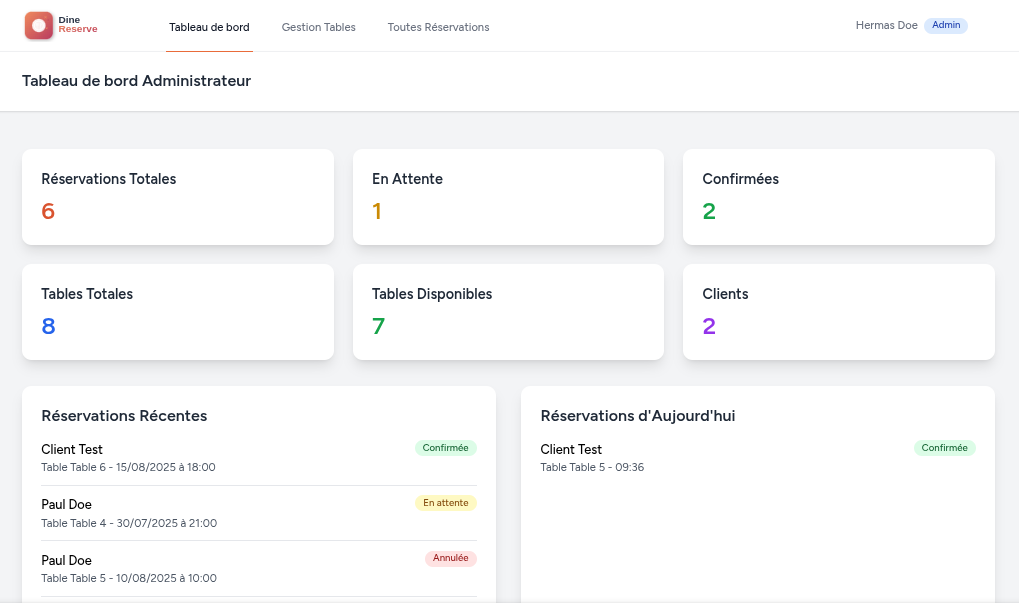 Dine
Reserve
Tableau de bord
Gestion Tables
Toutes Réservations
Hermas Doe
Admin
Tableau de bord Administrateur
Réservations Totales
6
En Attente
1
Confirmées
2
Tables Totales
8
Tables Disponibles
7
Clients
2
Réservations Récentes
Client Test
Confirmée
Table Table 6 - 15/08/2025 à 18:00
Paul Doe
En attente
Table Table 4 - 30/07/2025 à 21:00
Paul Doe
Annulée
Table Table 5 - 10/08/2025 à 10:00
Réservations d'Aujourd'hui
Client Test
Confirmée
Table Table 5 - 09:36